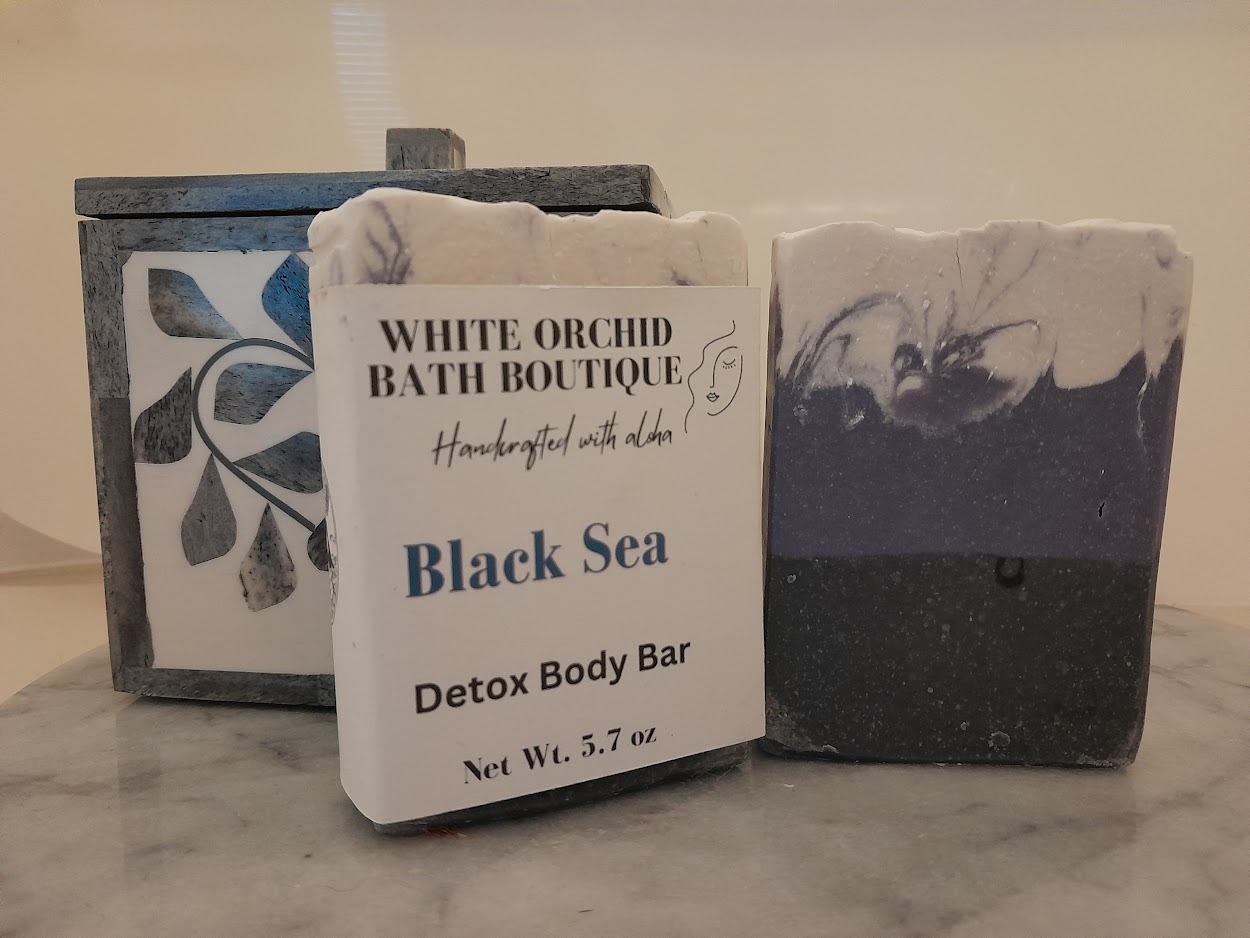 WHITE ORCHID
BATH BOUTIQUE
Handcrafted with aloha
Black Sea
Detox Body Bar
Net Wt. 5.7 oz